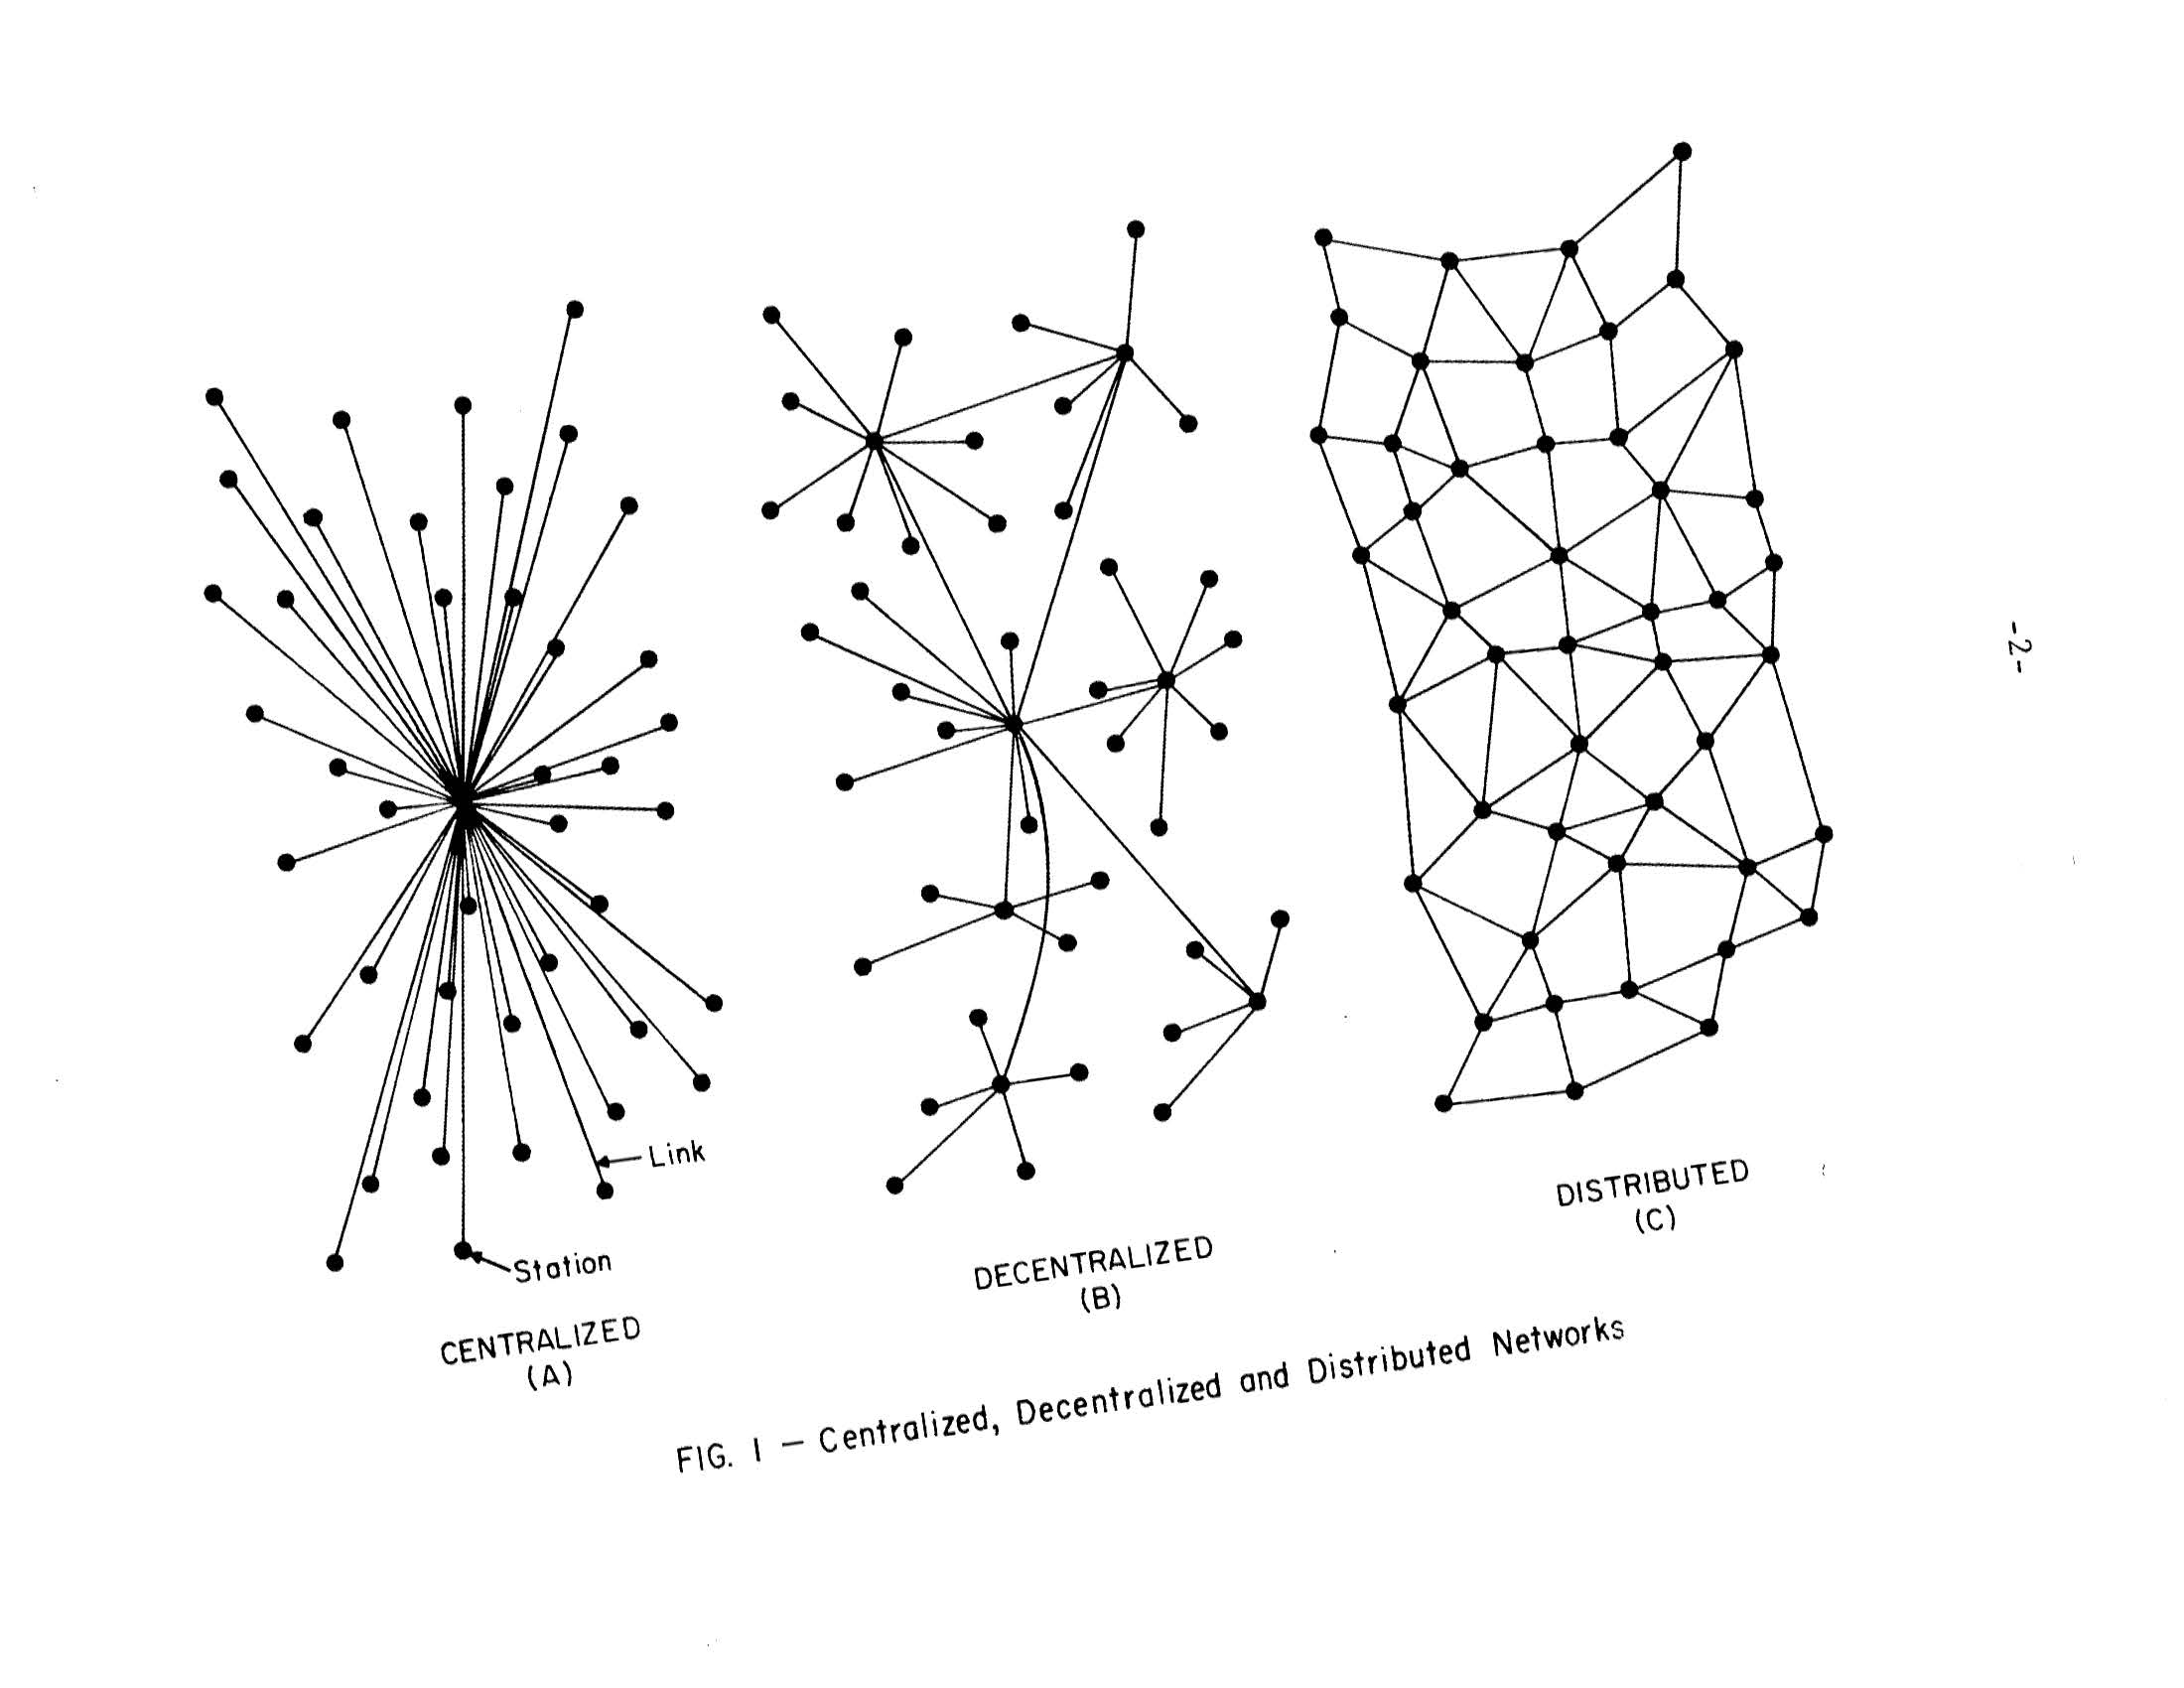 -2-
Link
Station
CENTRALIZED
(A)
DECENTRALIZED
(B)
DISTRIBUTED
(C)
FIG. I — Centralized, Decentralized and Distributed Networks